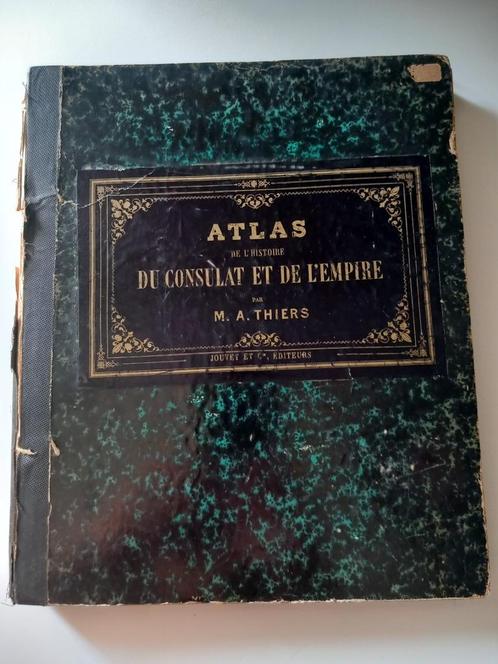 ATLAS
DE L'HISTOIRE
DU CONSULAT ET DE L'EMPIRE
PAR
M. A. THIERS
JOUVET ET Cie, ÉDITEURS